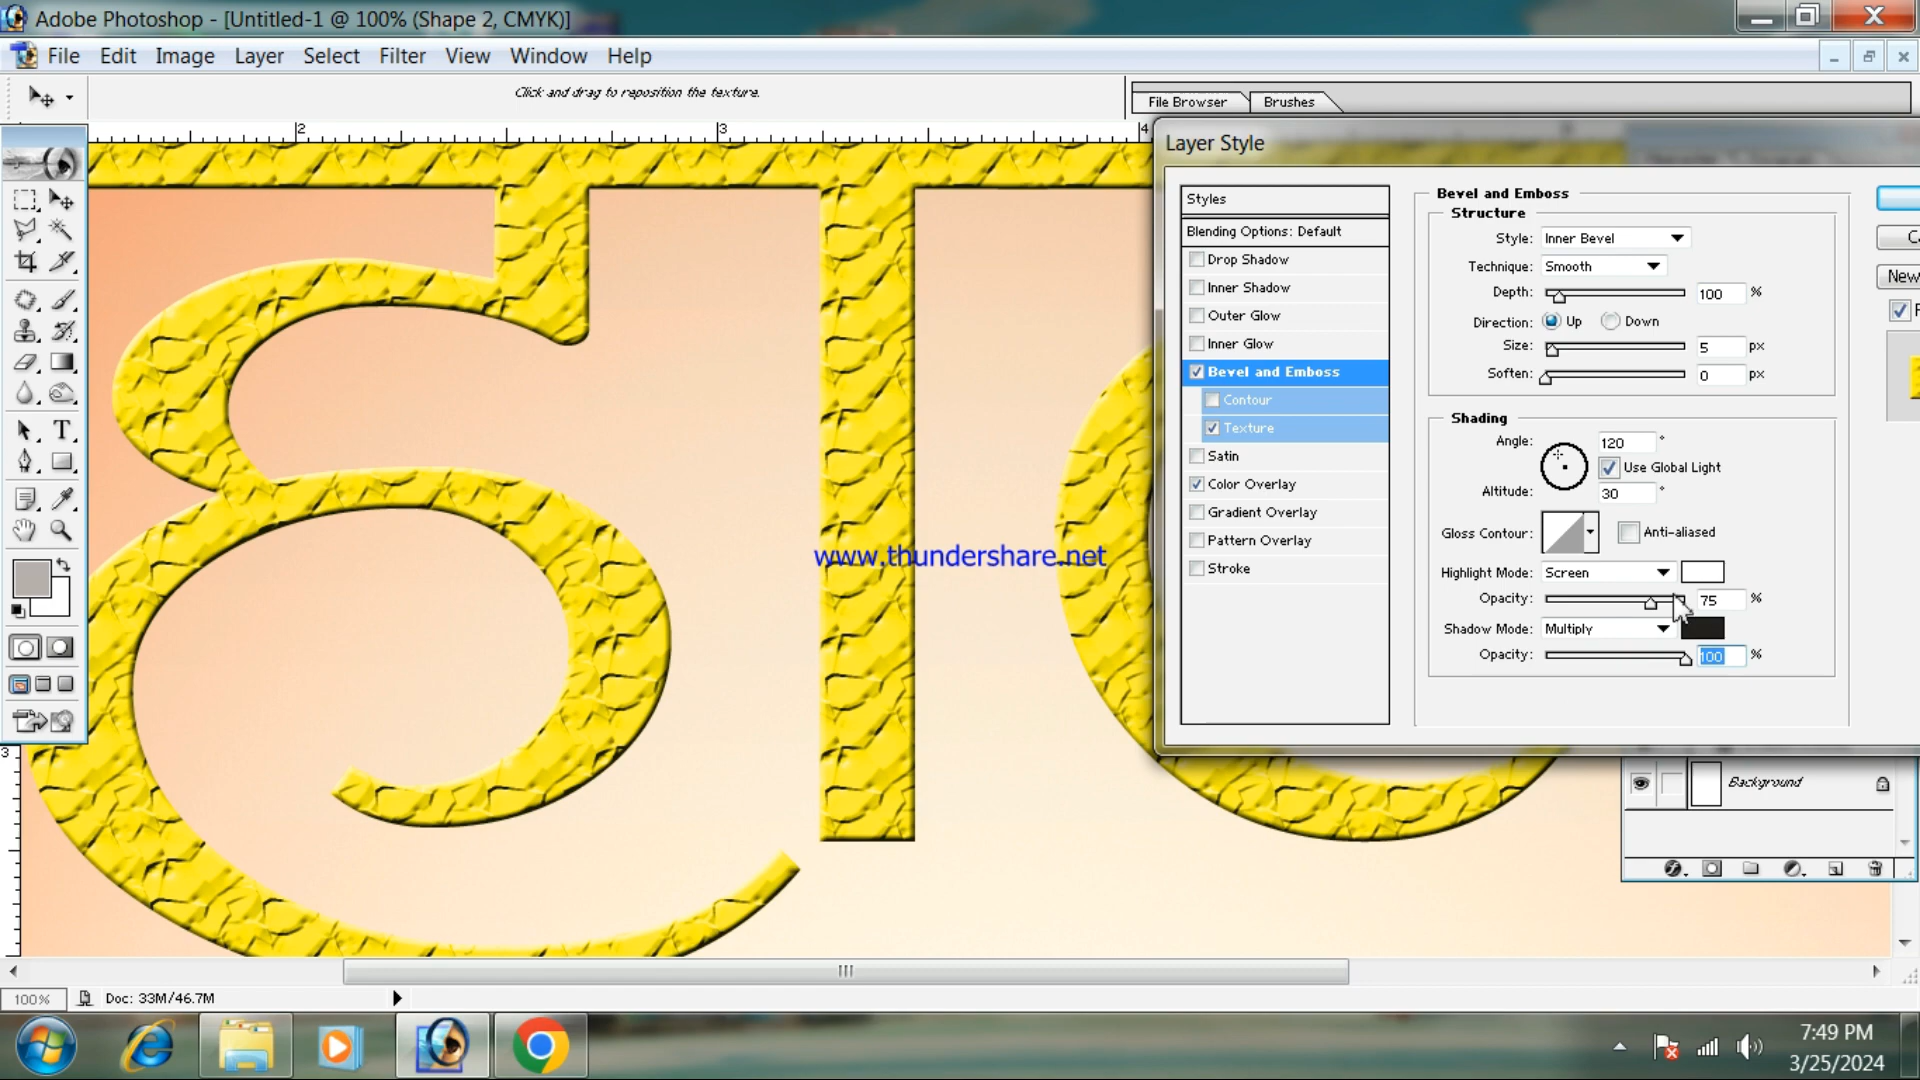 Adobe Photoshop - [Untitled-1 @ 100% (Shape 2, CMYK)]
File Edit Image Layer Select Filter View Window Help
Click and drag to reposition the texture.
File Browser Brushes
2 3 4
Layer Style
Styles
Blending Options: Default
Drop Shadow
Inner Shadow
Outer Glow
Inner Glow
Bevel and Emboss
Contour
Texture
Satin
Color Overlay
Gradient Overlay
Pattern Overlay
Stroke
Bevel and Emboss
Structure
Style: Inner Bevel
Technique: Smooth
Depth: 100 %
Direction: Up Down
Size: 5 px
Soften: 0 px
Shading
Angle: 120 °
Use Global Light
Altitude: 30 °
Gloss Contour: Anti-aliased
Highlight Mode: Screen
Opacity: 75 %
Shadow Mode: Multiply
Opacity: 100 %
New
www.thundershare.net
3
Background
100% Doc: 33M/46.7M
7:49 PM
3/25/2024